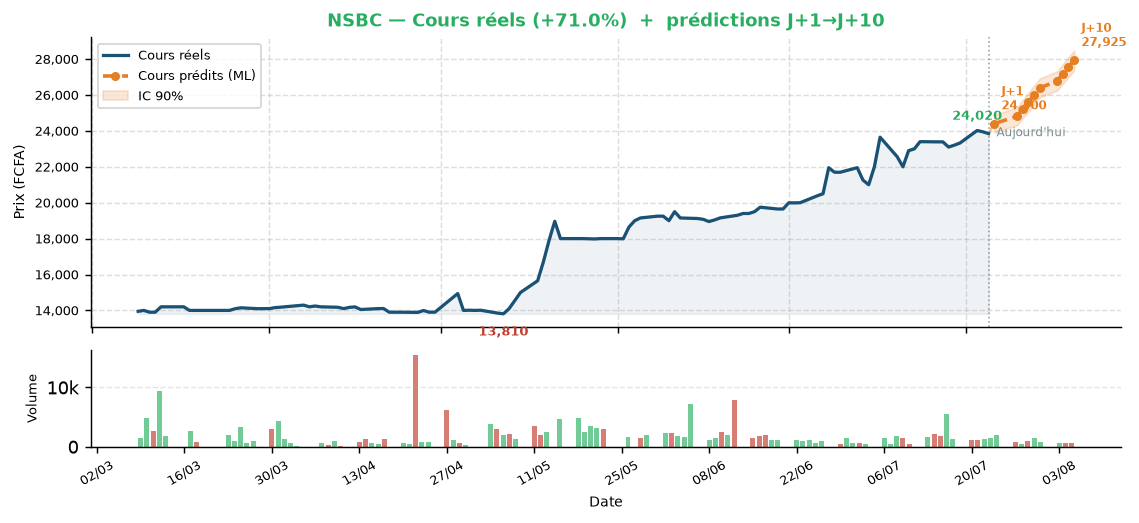 NSBC — Cours réels (+71.0%) + prédictions J+1→J+10
J+10
27,925
Cours réels
Cours prédits (ML)
IC 90%
J+1
24,020
Aujourd'hui
13,810
Prix (FCFA)
28,000
26,000
24,000
22,000
20,000
18,000
16,000
14,000
Volume
10k
0
02/03
16/03
30/03
13/04
27/04
11/05
25/05
08/06
22/06
06/07
20/07
03/08
Date